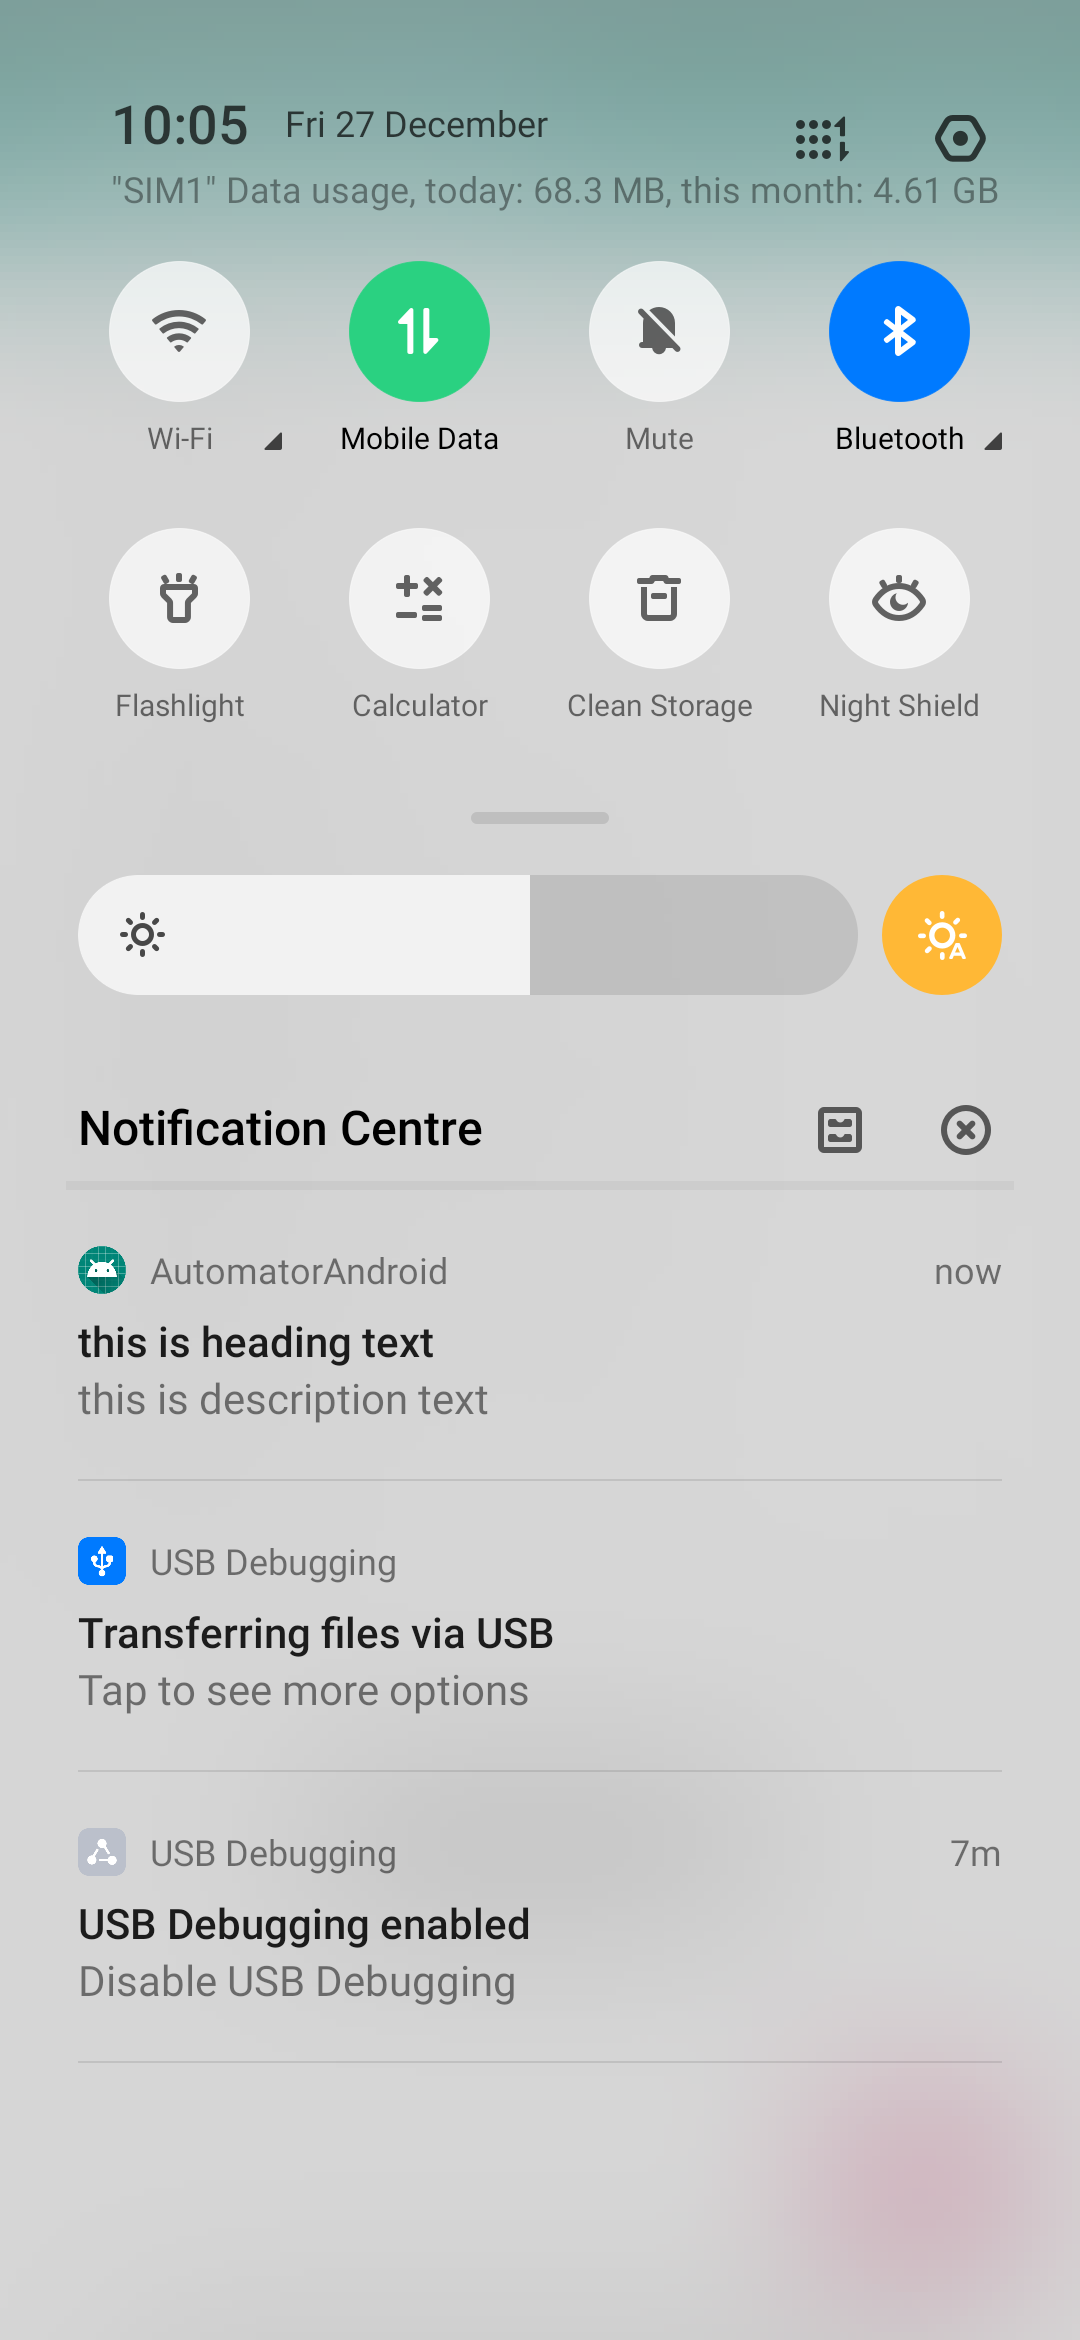 10:05 Fri 27 December
"SIM1" Data usage, today: 68.3 MB, this month: 4.61 GB
Wi-Fi Mobile Data Mute Bluetooth
Flashlight Calculator Clean Storage Night Shield
A
Notification Centre
AutomatorAndroid now
this is heading text
this is description text
USB Debugging
Transferring files via USB
Tap to see more options
USB Debugging 7m
USB Debugging enabled
Disable USB Debugging